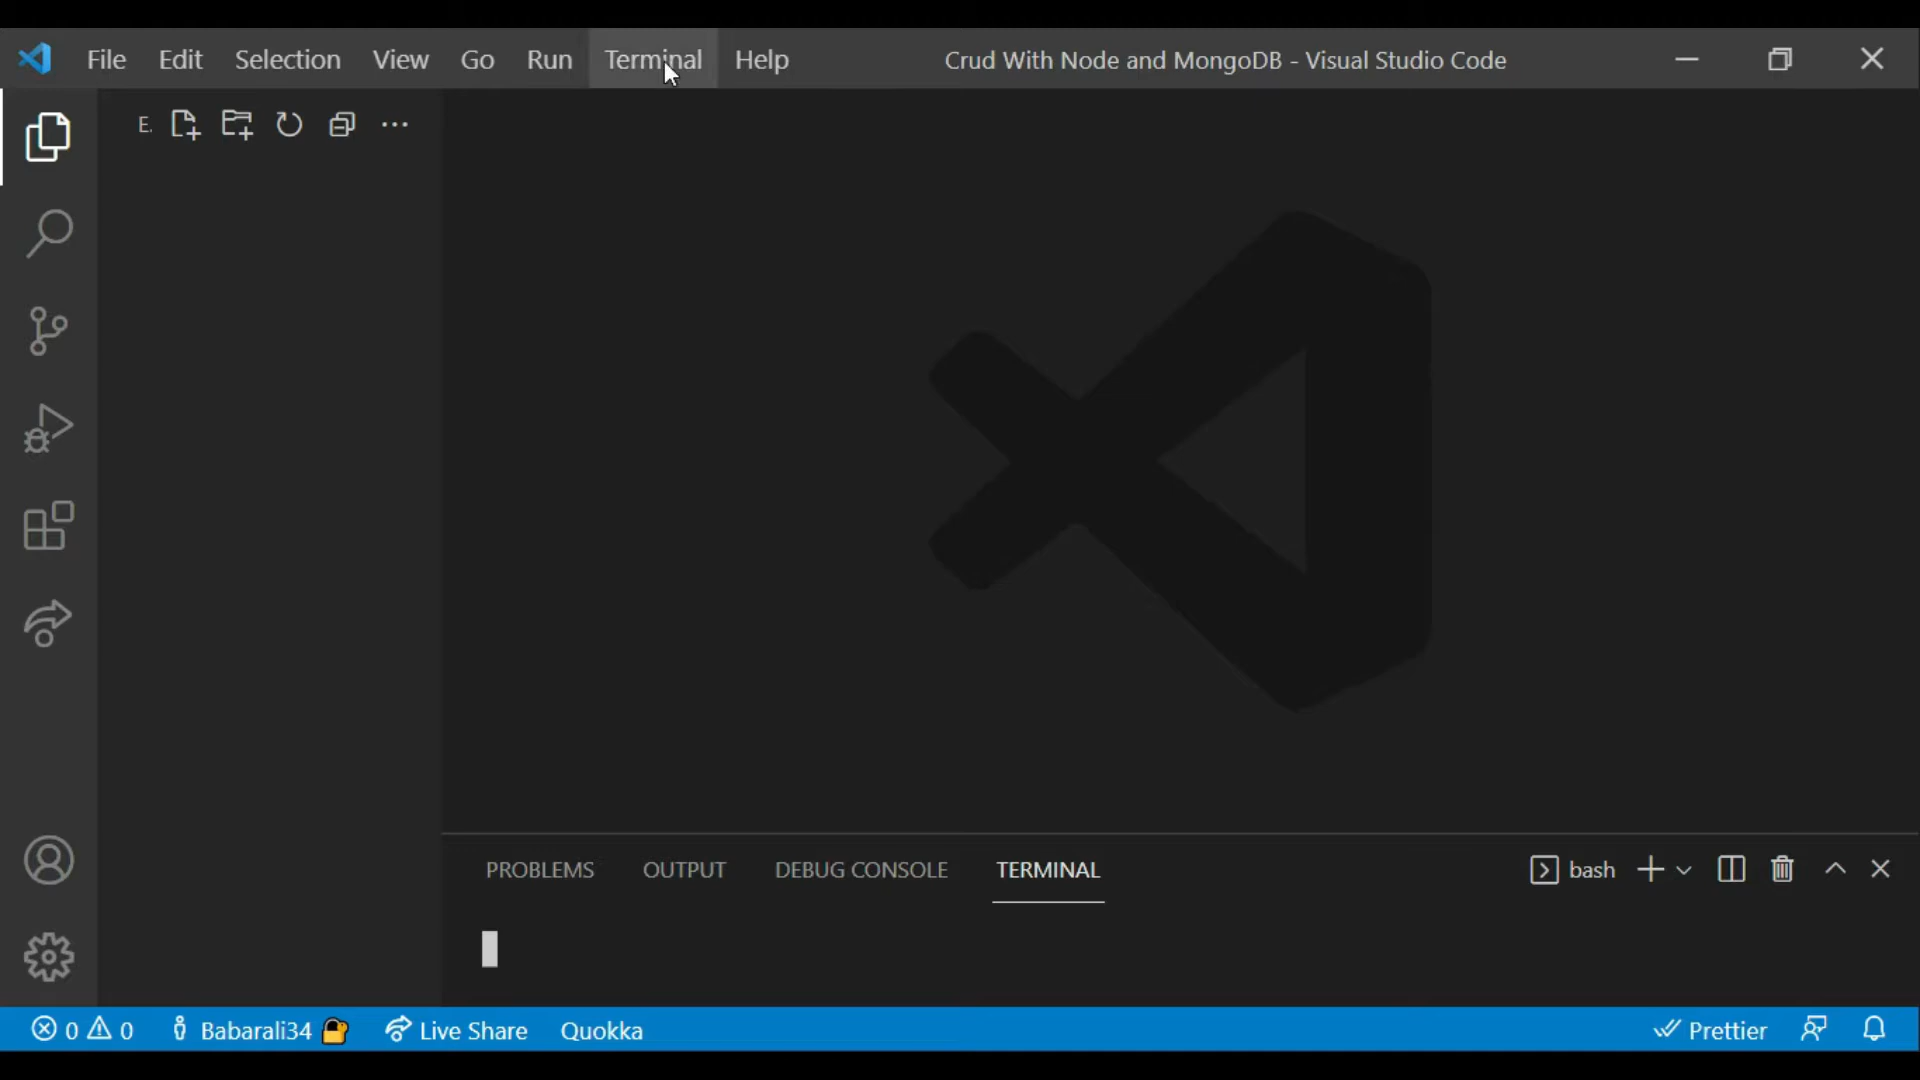 File Edit Selection View Go Run Terminal Help Crud With Node and MongoDB - Visual Studio Code
E.
PROBLEMS OUTPUT DEBUG CONSOLE TERMINAL bash
0 0 Babarali34 Live Share Quokka Prettier